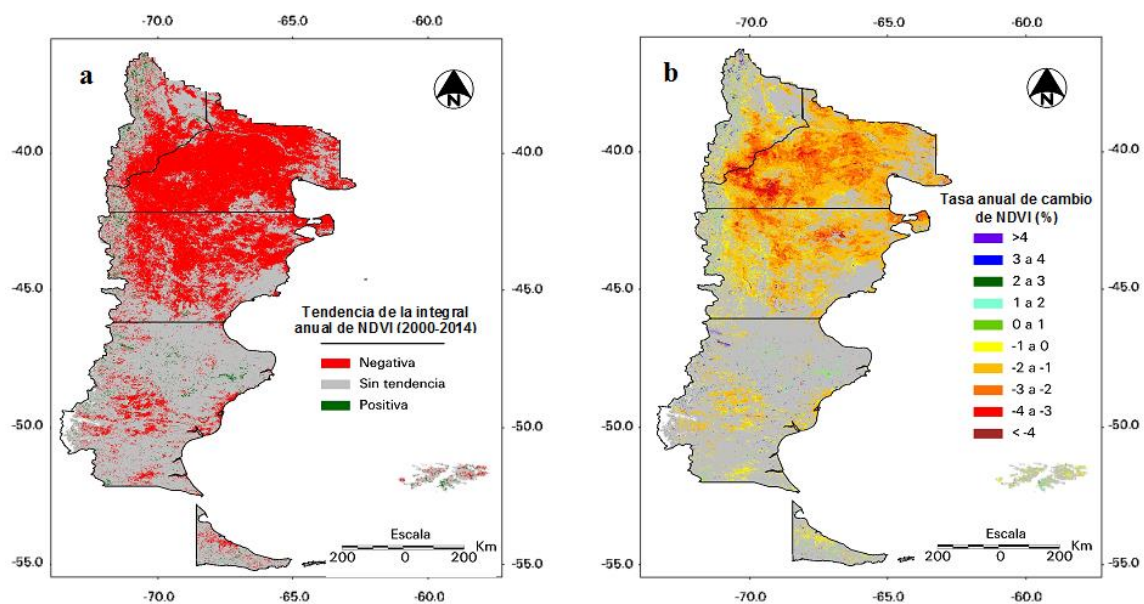 -70.0 -65.0 -60.0
a
N
-40.0 -40.0
-45.0 -45.0
Tendencia de la integral
anual de NDVI (2000-2014)
Negativa
Sin tendencia
Positiva
-50.0 -50.0
Escala
200 0 200 Km
-55.0 -55.0
-70.0 -65.0 -60.0
-70.0 -65.0 -60.0
b
N
-40.0 -40.0
Tasa anual de cambio
de NDVI (%)
>4
3 a 4
2 a 3
1 a 2
0 a 1
-1 a 0
-2 a -1
-3 a -2
-4 a -3
< -4
-45.0 -45.0
-50.0 -50.0
Escala
200 0 200 Km
-55.0 -55.0
-70.0 -65.0 -60.0